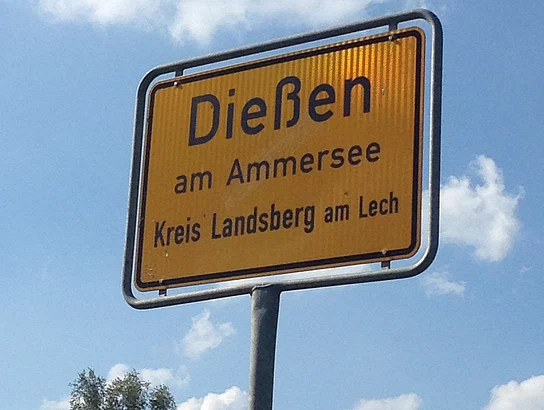 Dießen
am Ammersee
Kreis Landsberg am Lech